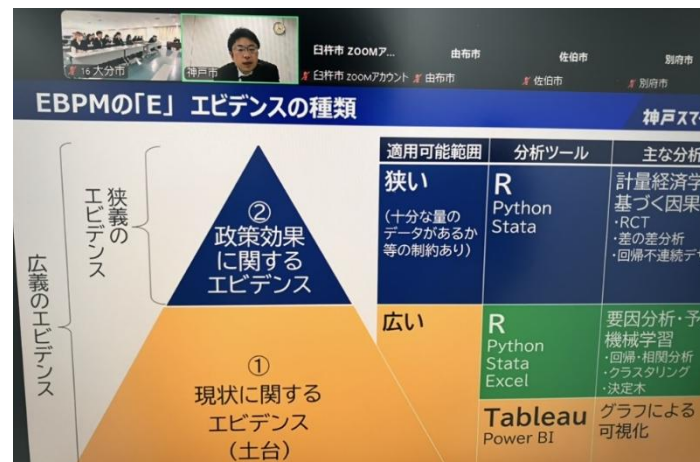 16 大分市
神戸市
臼杵市 ZOOMア...
臼杵市 ZOOMアカウント
由布市
由布市
佐伯市
佐伯市
別府市
別府市
EBPMの「E」 エビデンスの種類
神戸スマ
広義のエビデンス
狭義の
エビデンス
②
政策効果
に関する
エビデンス
①
現状に関する
エビデンス
(土台)
適用可能範囲
分析ツール
主な分析
狭い
(十分な量の
データがあるか
等の制約あり)
R
Python
Stata
計量経済学
基づく因果
・RCT
・差の差分析
・回帰不連続デ
広い
R
Python
Stata
Excel
要因分析・予
機械学習
・回帰・相関分析
・クラスタリング
・決定木
Tableau
Power BI
グラフによる
可視化